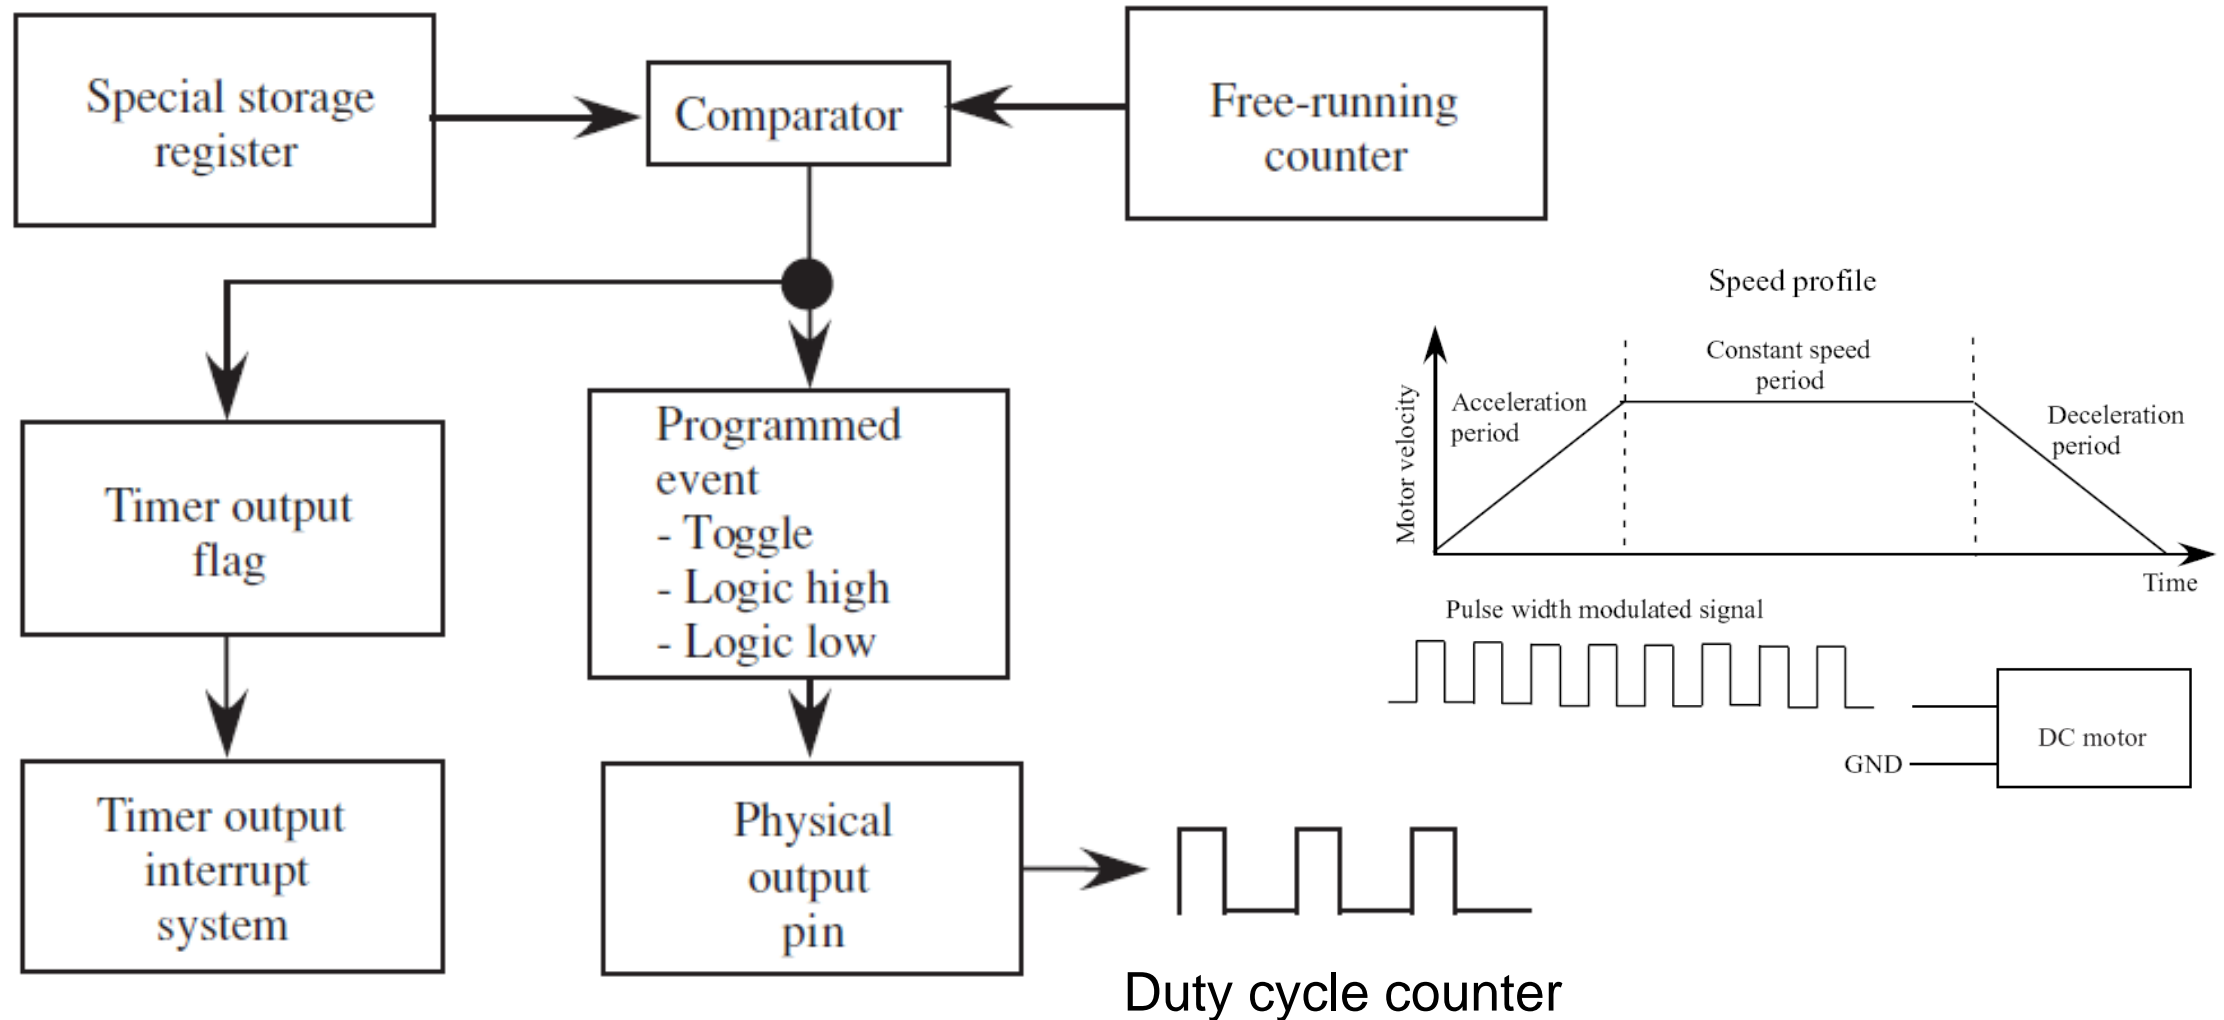 Special storage
register
Comparator
Free-running
counter
Timer output
flag
Programmed
event
- Toggle
- Logic high
- Logic low
Timer output
interrupt
system
Physical
output
pin
Duty cycle counter
Speed profile
Motor velocity
Acceleration
period
Constant speed
period
Deceleration
period
Time
Pulse width modulated signal
DC motor
GND